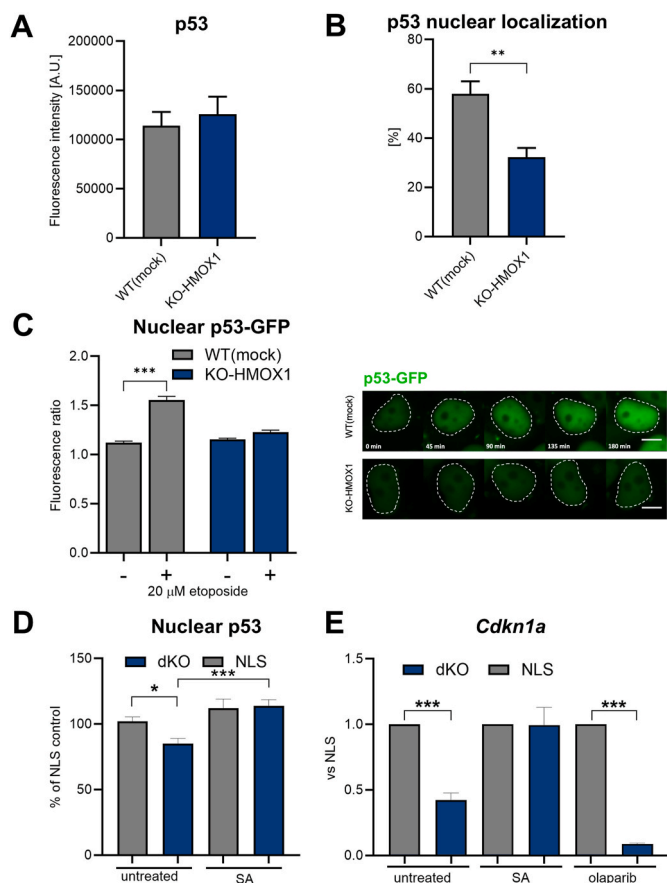 A
p53
Fluorescence intensity [A.U.]
200000
150000
100000
50000
0
WT(mock)
KO-HMOX1
B
p53 nuclear localization
[%]
80
60
40
20
0
**
WT(mock)
KO-HMOX1
C
Nuclear p53-GFP
WT(mock)
KO-HMOX1
Fluorescence ratio
2.0
1.5
1.0
0.5
0.0
***
- + - +
20 µM etoposide
p53-GFP
WT(mock)
0 min 45 min 90 min 135 min 180 min
KO-HMOX1
D
Nuclear p53
dKO NLS
% of NLS control
150
100
50
0
* ***
untreated SA
E
Cdkn1a
dKO NLS
vs NLS
1.5
1.0
0.5
0.0
*** ***
untreated SA olaparib